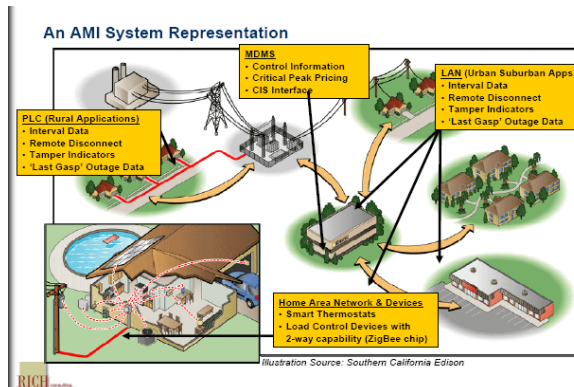 An AMI System Representation
MDMS
• Control Information
• Critical Peak Pricing
• CIS Interface
LAN (Urban Suburban Apps)
• Interval Data
• Remote Disconnect
• Tamper Indicators
• 'Last Gasp' Outage Data
PLC (Rural Applications)
• Interval Data
• Remote Disconnect
• Tamper Indicators
• 'Last Gasp' Outage Data
Home Area Network & Devices
• Smart Thermostats
• Load Control Devices with
2-way capability (ZigBee chip)
Illustration Source: Southern California Edison
RICH consulting